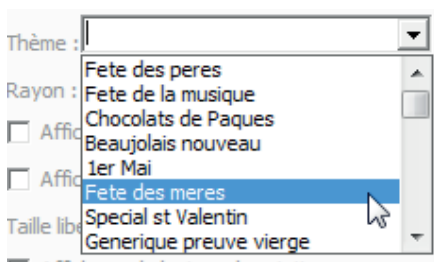 Thème :
Fete des peres
Rayon :
Fete de la musique
Chocolats de Paques
Affic
Beaujolais nouveau
1er Mai
Affic
Fete des meres
Special st Valentin
Taille libe
Generique preuve vierge